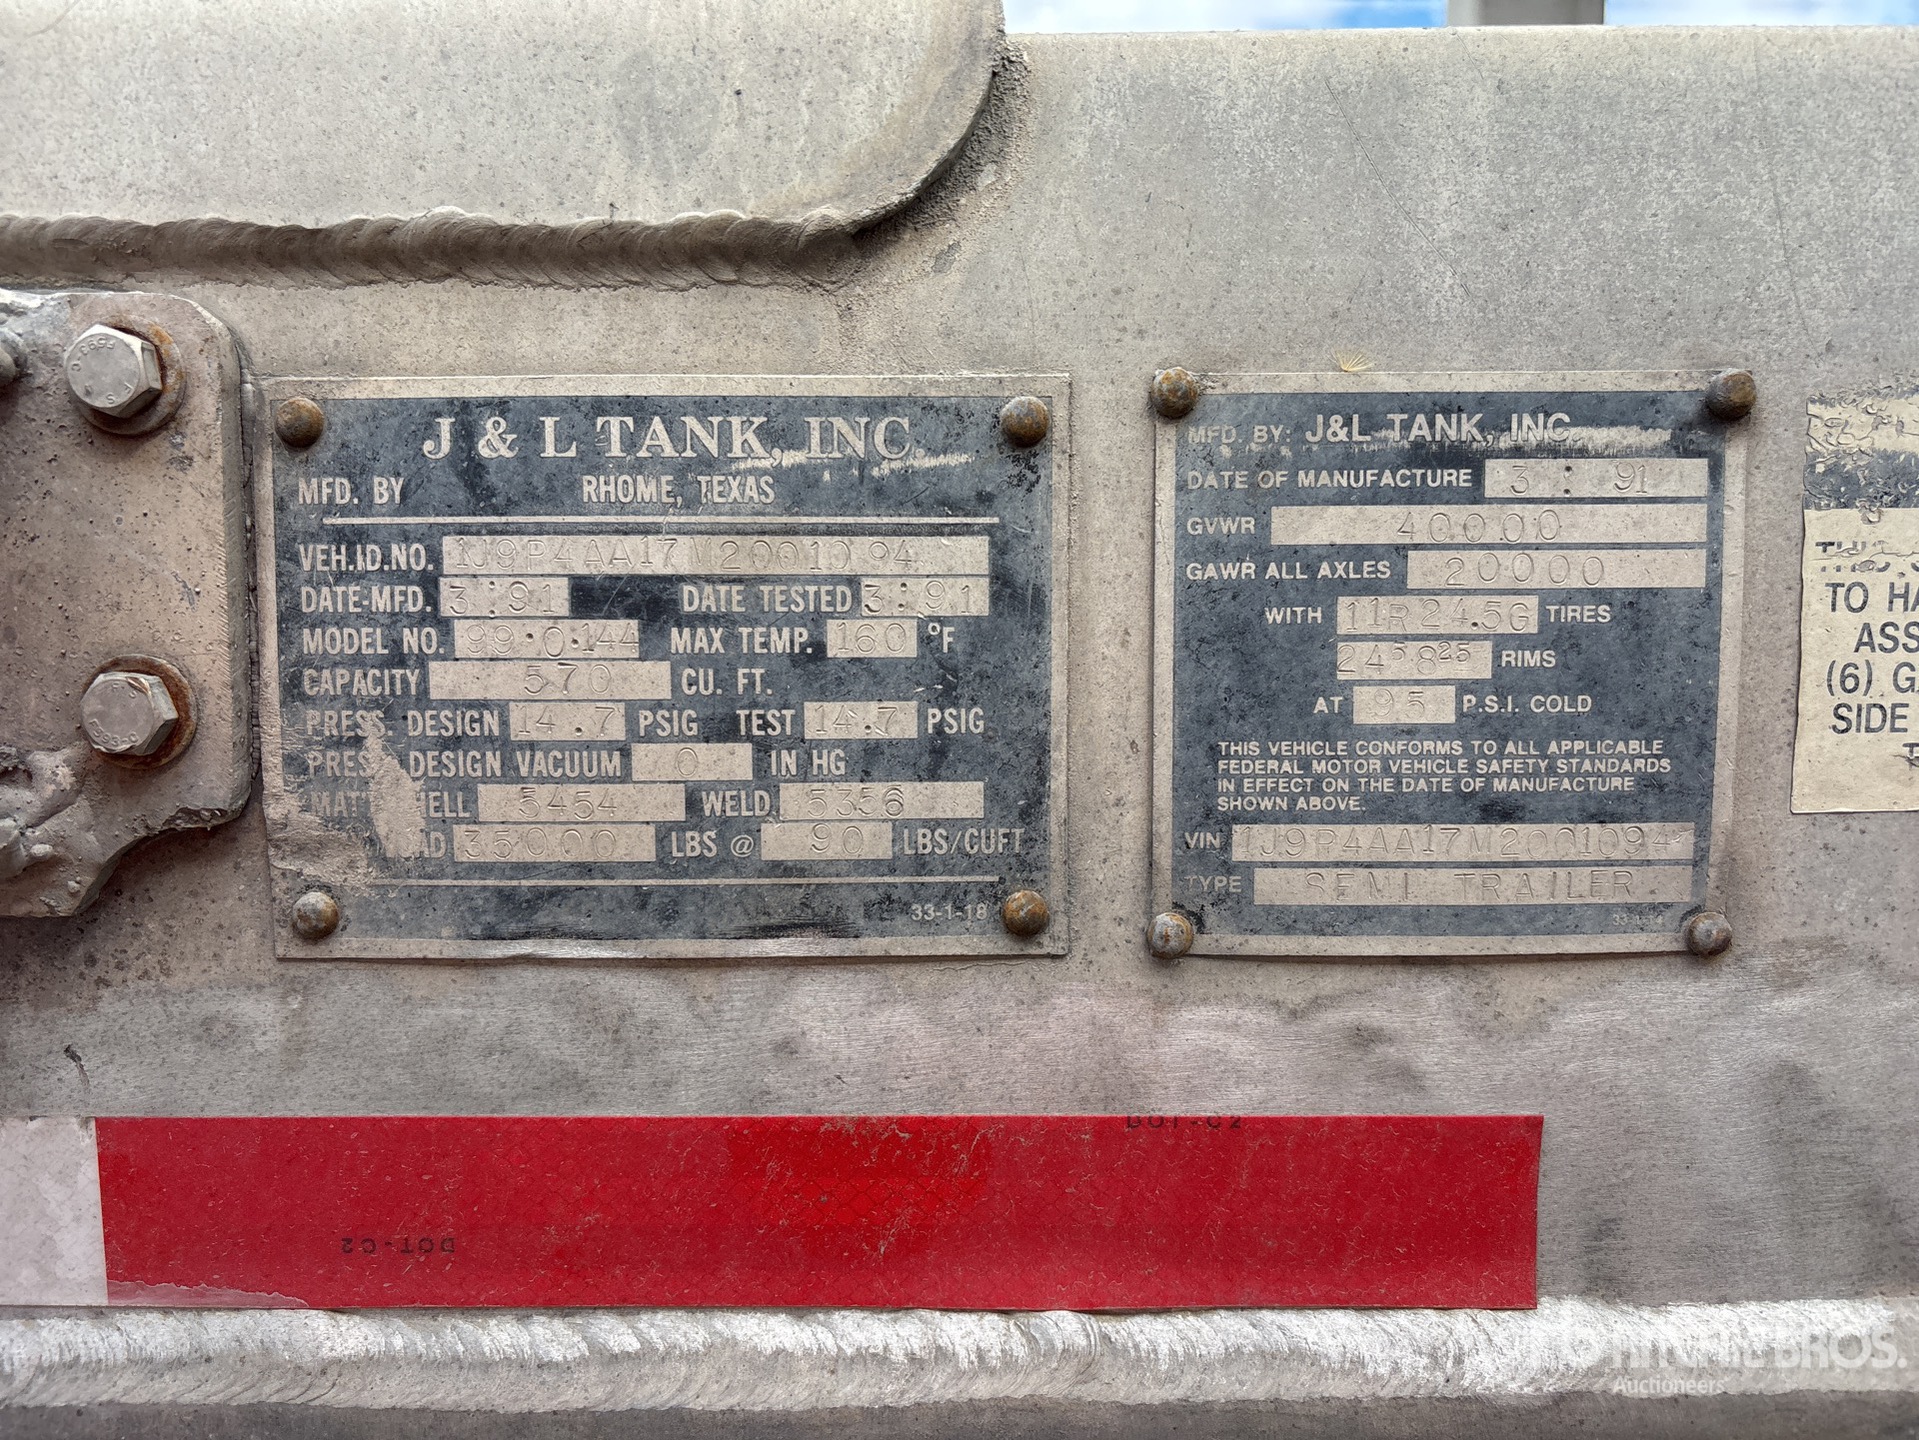 J & L TANK, INC.
MFD. BY RHOME, TEXAS
VEH.ID.NO. 1J9P4AA17M2001094
DATE-MFD. 3:91 DATE TESTED 3:91
MODEL NO. 99·0·144 MAX TEMP. 160 °F
CAPACITY 570 CU. FT.
PRESS. DESIGN 14.7 PSIG TEST 14.7 PSIG
PRES DESIGN VACUUM 0 IN HG
5454 WELD 5356
35000 LBS @ 90 LBS/CUFT
33-1-18
MFD. BY: J&L TANK, INC.
DATE OF MANUFACTURE 3 : 91
GVWR 40000
GAWR ALL AXLES 20000
WITH 11R24.5G TIRES
24⁵8²⁵ RIMS
AT 95 P.S.I. COLD
THIS VEHICLE CONFORMS TO ALL APPLICABLE
FEDERAL MOTOR VEHICLE SAFETY STANDARDS
IN EFFECT ON THE DATE OF MANUFACTURE
SHOWN ABOVE.
VIN 1J9P4AA17M2001094
TYPE SEMI TRAILER
TO HA
ASS
(6) G
SIDE
DOT-C2
DOT-C2
RITCHIE BROS.
Auctioneers